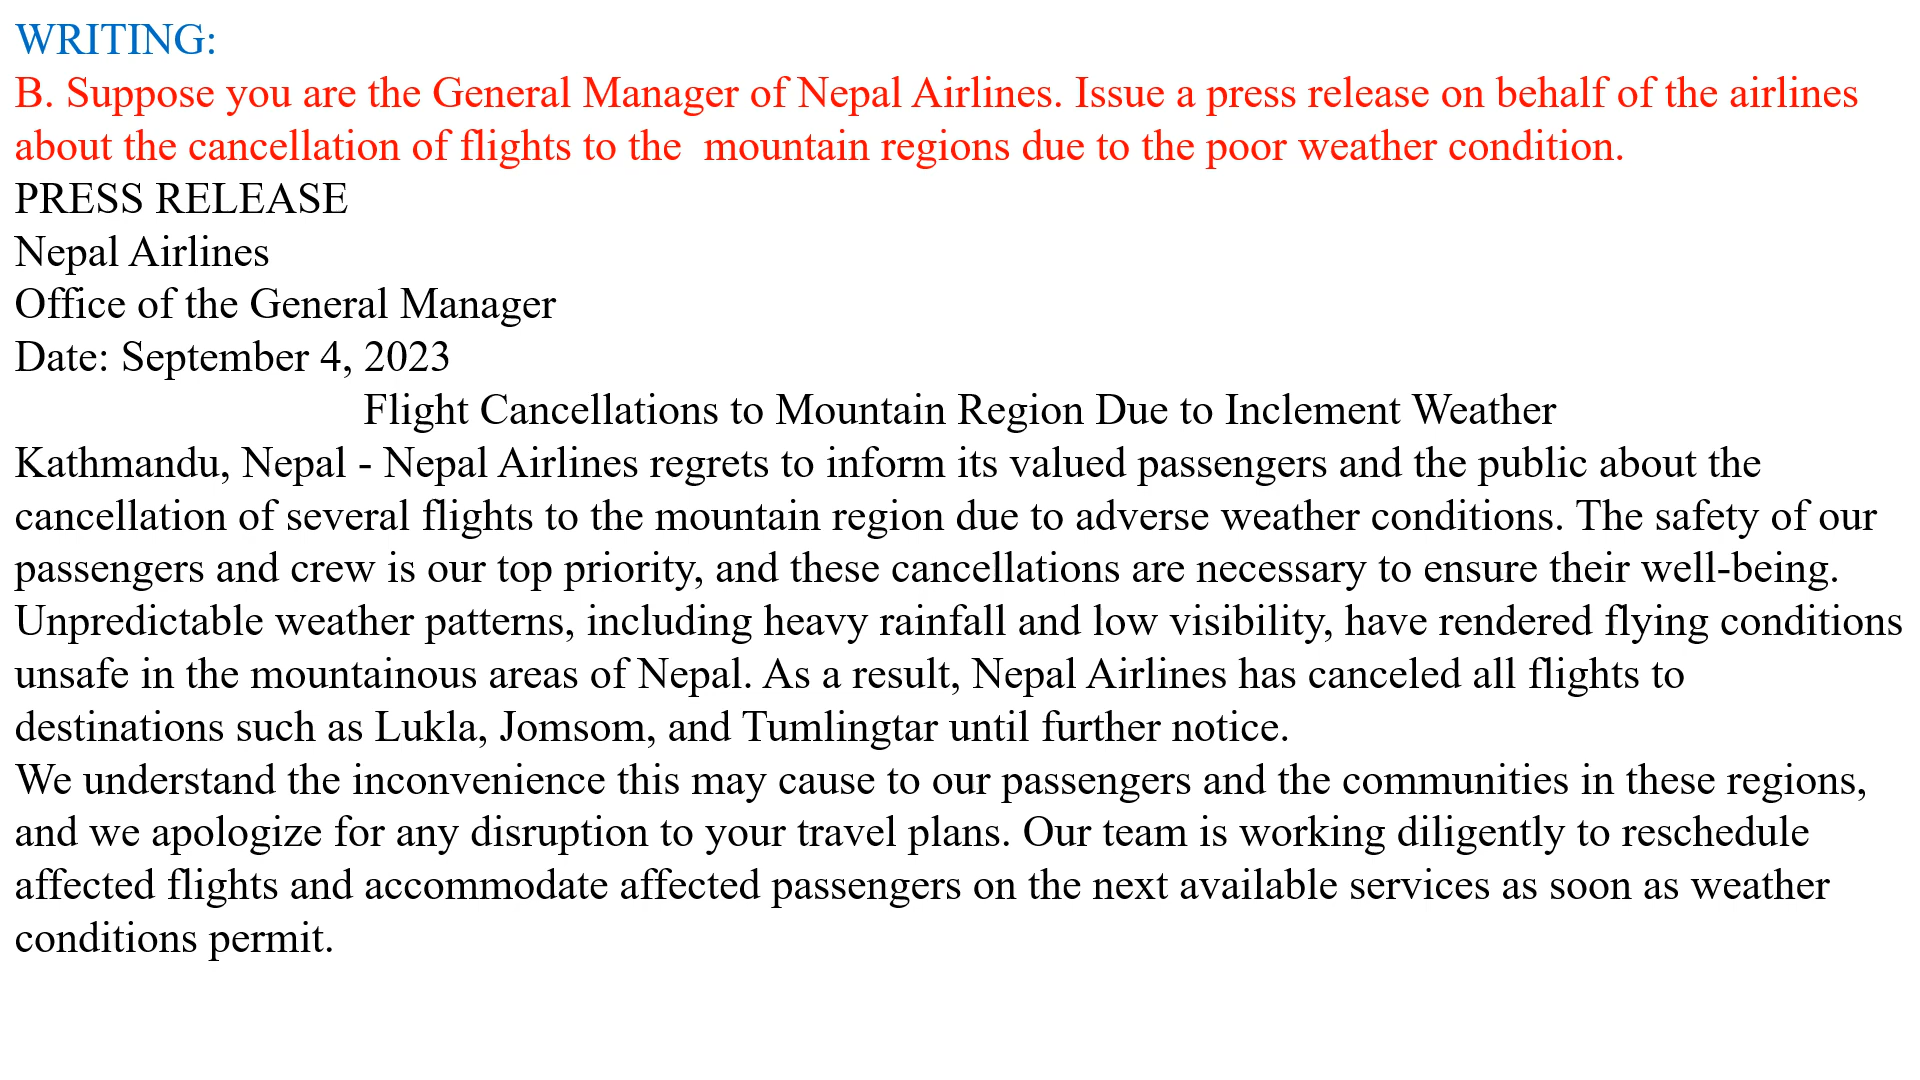 WRITING:
B. Suppose you are the General Manager of Nepal Airlines. Issue a press release on behalf of the airlines
about the cancellation of flights to the  mountain regions due to the poor weather condition.
PRESS RELEASE
Nepal Airlines
Office of the General Manager
Date: September 4, 2023
Flight Cancellations to Mountain Region Due to Inclement Weather
Kathmandu, Nepal - Nepal Airlines regrets to inform its valued passengers and the public about the
cancellation of several flights to the mountain region due to adverse weather conditions. The safety of our
passengers and crew is our top priority, and these cancellations are necessary to ensure their well-being.
Unpredictable weather patterns, including heavy rainfall and low visibility, have rendered flying conditions
unsafe in the mountainous areas of Nepal. As a result, Nepal Airlines has canceled all flights to
destinations such as Lukla, Jomsom, and Tumlingtar until further notice.
We understand the inconvenience this may cause to our passengers and the communities in these regions,
and we apologize for any disruption to your travel plans. Our team is working diligently to reschedule
affected flights and accommodate affected passengers on the next available services as soon as weather
conditions permit.